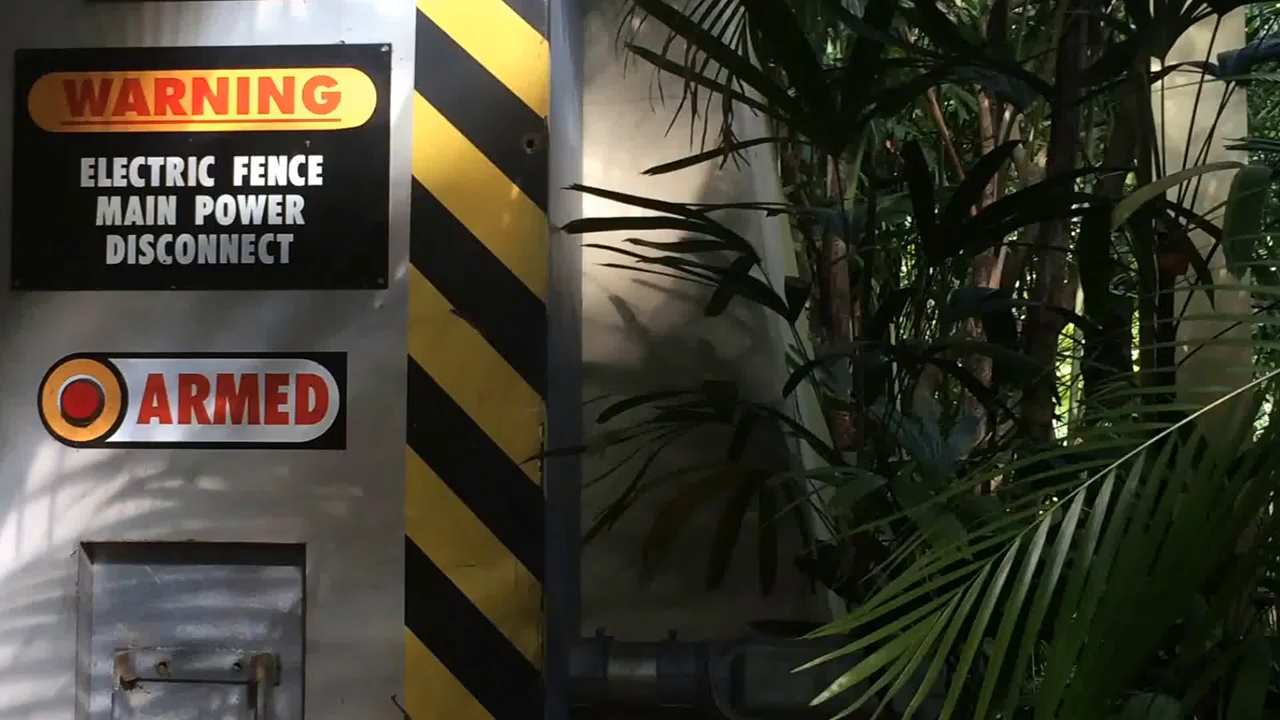 WARNING
ELECTRIC FENCE
MAIN POWER
DISCONNECT
ARMED